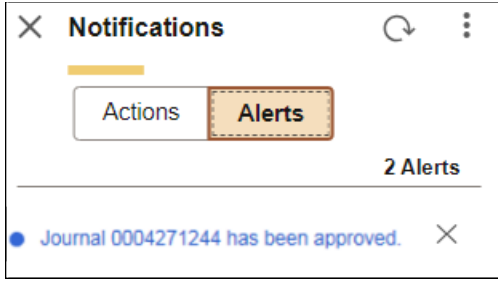 Notifications
Actions Alerts
2 Alerts
Journal 0004271244 has been approved.